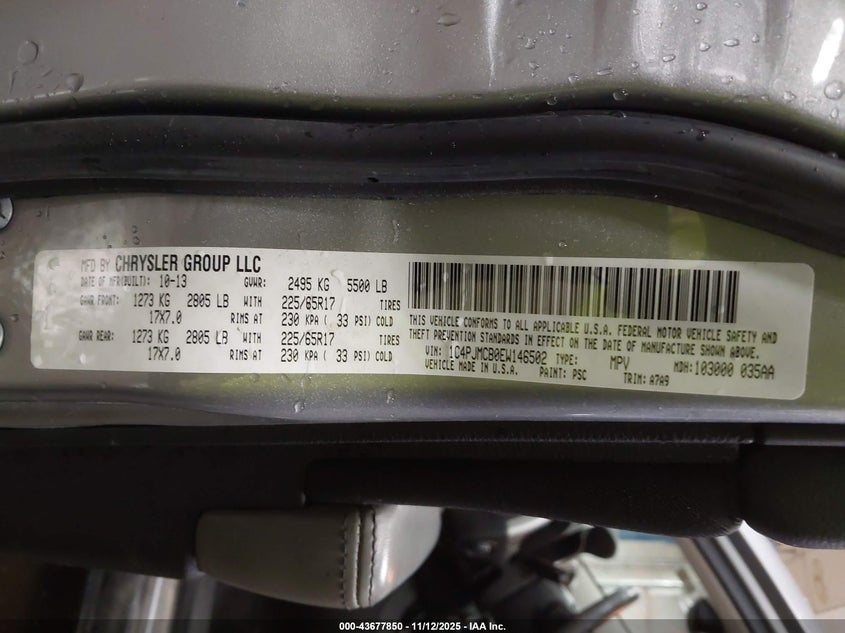 MFD BY CHRYSLER GROUP LLC
DATE OF MFR(BUILT): 10-13 GVWR: 2495 KG 5500 LB
GAWR FRONT: 1273 KG 2805 LB WITH 225/65R17 TIRES
17X7.0 RIMS AT 230 KPA ( 33 PSI) COLD
GAWR REAR: 1273 KG 2805 LB WITH 225/65R17 TIRES
17X7.0 RIMS AT 230 KPA ( 33 PSI) COLD
THIS VEHICLE CONFORMS TO ALL APPLICABLE U.S.A. FEDERAL MOTOR VEHICLE SAFETY AND
THEFT PREVENTION STANDARDS IN EFFECT ON THE DATE OF MANUFACTURE SHOWN ABOVE.
VIN: 1C4PJMCB0EW146502 TYPE: MPV MDH: 103000 035AA
VEHICLE MADE IN U.S.A. PAINT: PSC TRIM: A7A9
000-43677850 - 11/12/2025 - IAA Inc.